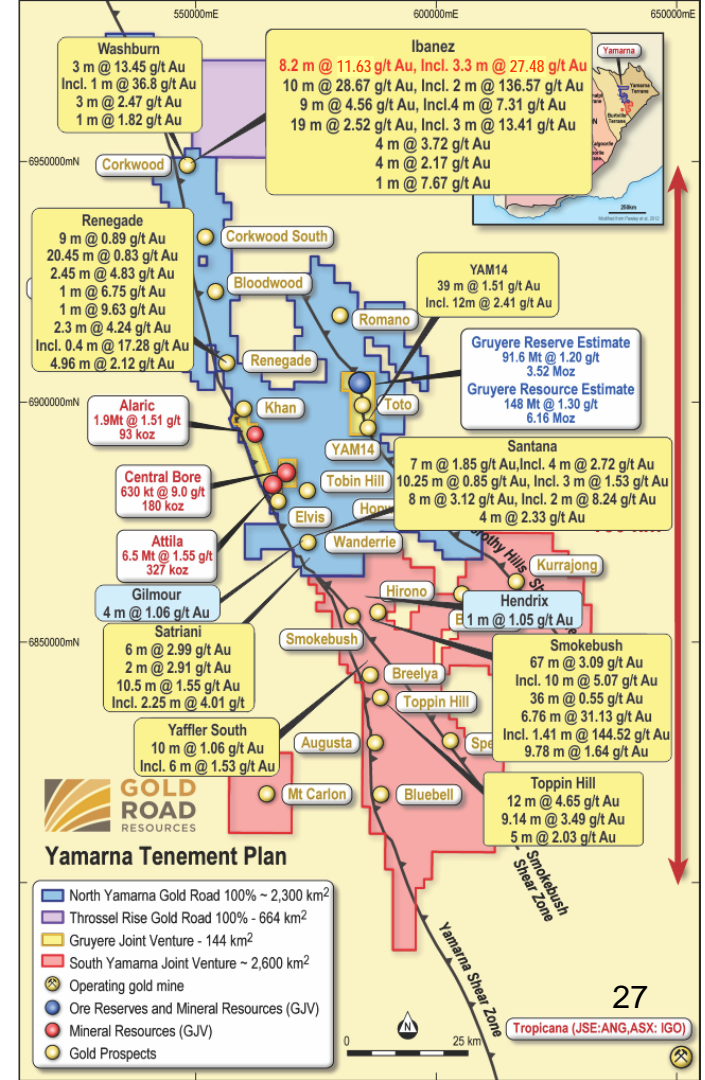 550000mE
600000mE
650000mE
Washburn
3 m @ 13.45 g/t Au
Incl. 1 m @ 36.8 g/t Au
3 m @ 2.47 g/t Au
1 m @ 1.82 g/t Au
Ibanez
8.2 m @ 11.63 g/t Au, Incl. 3.3 m @ 27.48 g/t Au
10 m @ 28.67 g/t Au, Incl. 2 m @ 136.57 g/t Au
9 m @ 4.56 g/t Au, Incl.4 m @ 7.31 g/t Au
19 m @ 2.52 g/t Au, Incl. 3 m @ 13.41 g/t Au
4 m @ 3.72 g/t Au
4 m @ 2.17 g/t Au
1 m @ 7.67 g/t Au
Yamarna
Yamarna
Terrane
Burtville
Terrane
250km
6950000mN
Corkwood
Renegade
9 m @ 0.89 g/t Au
20.45 m @ 0.83 g/t Au
2.45 m @ 4.83 g/t Au
1 m @ 6.75 g/t Au
1 m @ 9.63 g/t Au
2.3 m @ 4.24 g/t Au
Incl. 0.4 m @ 17.28 g/t Au
4.96 m @ 2.12 g/t Au
Corkwood South
Bloodwood
YAM14
39 m @ 1.51 g/t Au
Incl. 12m @ 2.41 g/t Au
Romano
Gruyere Reserve Estimate
91.6 Mt @ 1.20 g/t
3.52 Moz
Gruyere Resource Estimate
148 Mt @ 1.30 g/t
6.16 Moz
Renegade
6900000mN
Khan
Toto
Alaric
1.9Mt @ 1.51 g/t
93 koz
YAM14
Santana
7 m @ 1.85 g/t Au,Incl. 4 m @ 2.72 g/t Au
10.25 m @ 0.85 g/t Au, Incl. 3 m @ 1.53 g/t Au
8 m @ 3.12 g/t Au, Incl. 2 m @ 8.24 g/t Au
4 m @ 2.33 g/t Au
Central Bore
630 kt @ 9.0 g/t
180 koz
Tobin Hill
Elvis
Attila
6.5 Mt @ 1.55 g/t
327 koz
Wanderrie
Hills
Kurrajong
Gilmour
4 m @ 1.06 g/t Au
Hirono
Hendrix
1 m @ 1.05 g/t Au
Satriani
6 m @ 2.99 g/t Au
2 m @ 2.91 g/t Au
10.5 m @ 1.55 g/t Au
Incl. 2.25 m @ 4.01 g/t
6850000mN
Smokebush
Smokebush
67 m @ 3.09 g/t Au
Incl. 10 m @ 5.07 g/t Au
36 m @ 0.55 g/t Au
6.76 m @ 31.13 g/t Au
Incl. 1.41 m @ 144.52 g/t Au
9.78 m @ 1.64 g/t Au
Breelya
Toppin Hill
Yaffler South
10 m @ 1.06 g/t Au
Incl. 6 m @ 1.53 g/t Au
Augusta
Toppin Hill
12 m @ 4.65 g/t Au
9.14 m @ 3.49 g/t Au
5 m @ 2.03 g/t Au
GOLD
ROAD
RESOURCES
Mt Carlon
Bluebell
Yamarna Tenement Plan
Smokebush
Shear Zone
Yamarna Shear Zone
North Yamarna Gold Road 100% ~ 2,300 km2
Throssel Rise Gold Road 100% - 664 km2
Gruyere Joint Venture - 144 km2
South Yamarna Joint Venture ~ 2,600 km2
Operating gold mine
Ore Reserves and Mineral Resources (GJV)
Mineral Resources (GJV)
Gold Prospects
N
0
25 km
27
Tropicana (JSE:ANG,ASX: IGO)